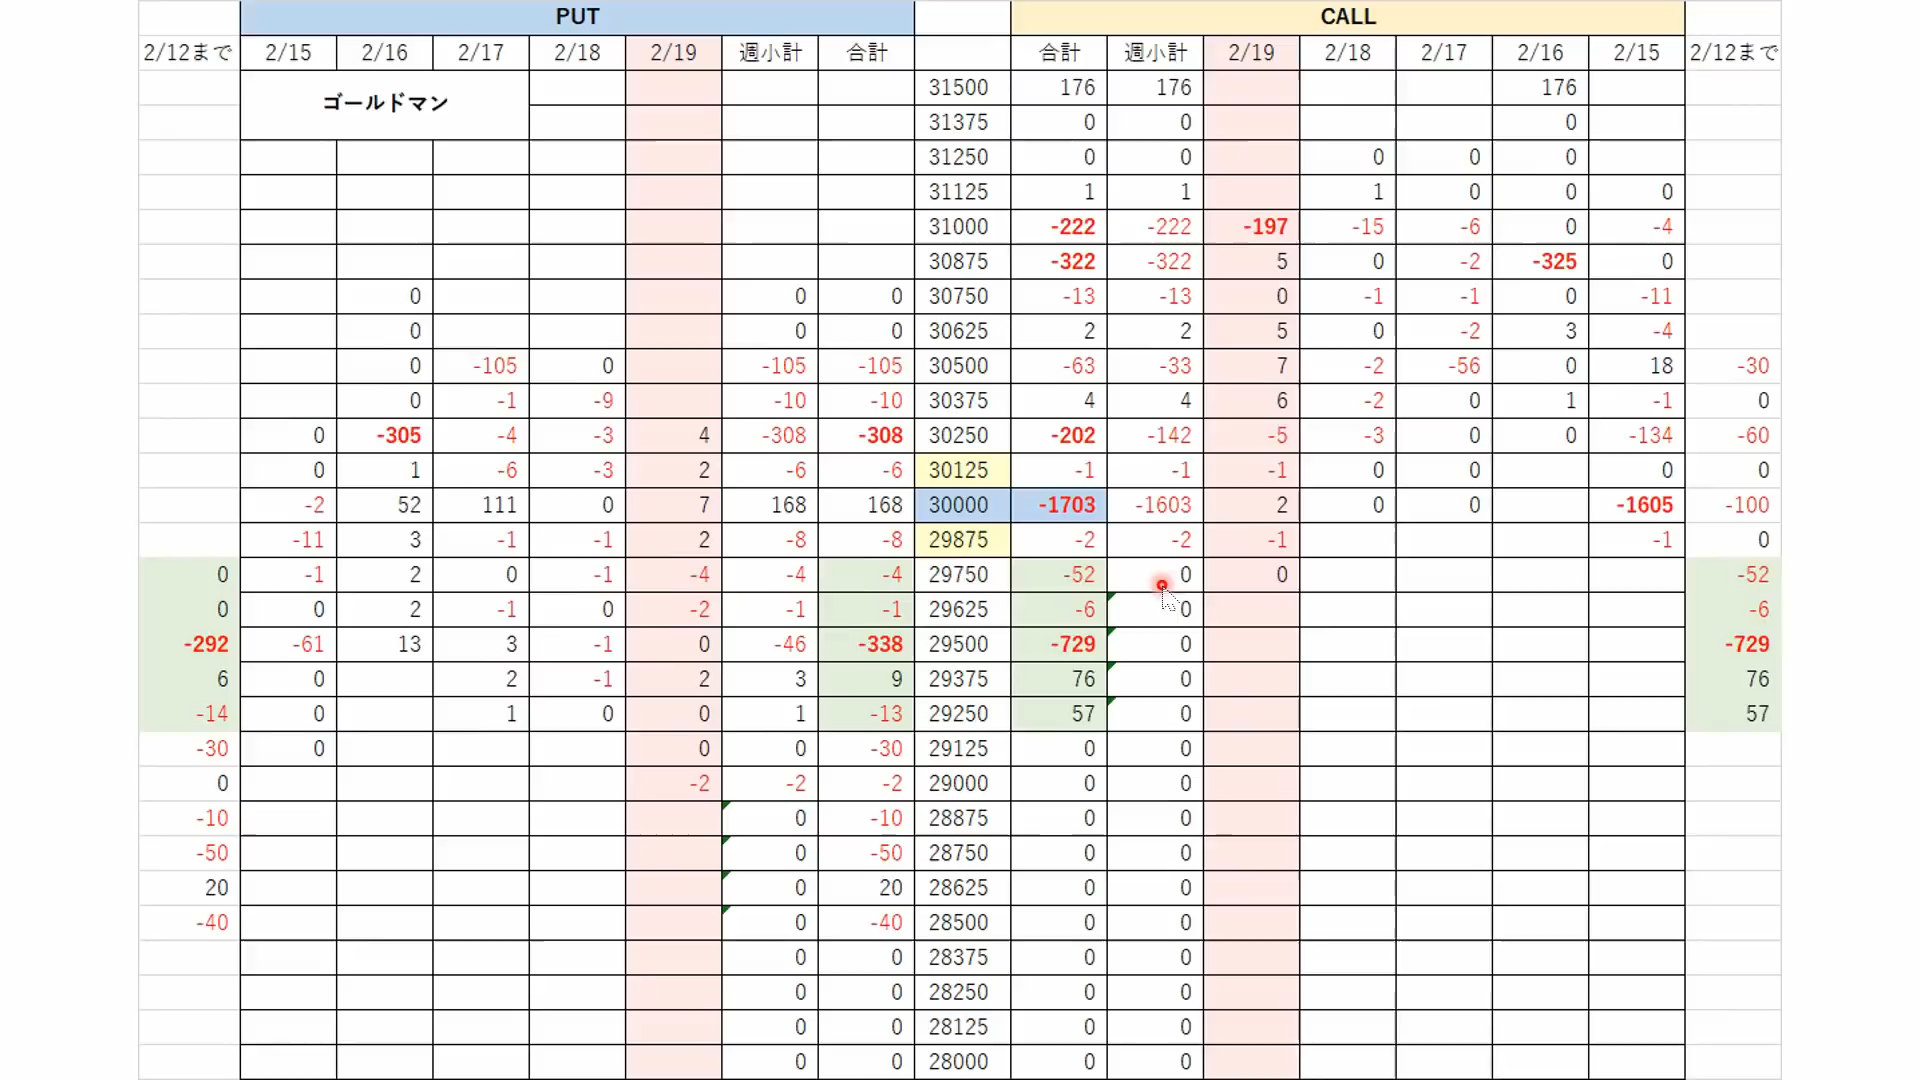 PUT CALL
2/12まで 2/15 2/16 2/17 2/18 2/19 週小計 合計 合計 週小計 2/19 2/18 2/17 2/16 2/15 2/12まで
ゴールドマン
31500 176 176 176
31375 0 0 0
31250 0 0 0 0 0
31125 1 1 1 0 0 0
31000 -222 -222 -197 -15 -6 0 -4
30875 -322 -322 5 0 -2 -325 0
0 0 0 30750 -13 -13 0 -1 -1 0 -11
0 0 0 30625 2 2 5 0 -2 3 -4
0 -105 0 -105 -105 30500 -63 -33 7 -2 -56 0 18 -30
0 -1 -9 -10 -10 30375 4 4 6 -2 0 1 -1 0
0 -305 -4 -3 4 -308 -308 30250 -202 -142 -5 -3 0 0 -134 -60
0 1 -6 -3 2 -6 -6 30125 -1 -1 -1 0 0 0 0
-2 52 111 0 7 168 168 30000 -1703 -1603 2 0 0 -1605 -100
-11 3 -1 -1 2 -8 -8 29875 -2 -2 -1 -1 0
0 -1 2 0 -1 -4 -4 -4 29750 -52 0 0 -52
0 0 2 -1 0 -2 -1 -1 29625 -6 0 -6
-292 -61 13 3 -1 0 -46 -338 29500 -729 0 -729
6 0 2 -1 2 3 9 29375 76 0 76
-14 0 1 0 0 1 -13 29250 57 0 57
-30 0 0 0 -30 29125 0 0
0 -2 -2 -2 29000 0 0
-10 0 -10 28875 0 0
-50 0 -50 28750 0 0
20 0 20 28625 0 0
-40 0 -40 28500 0 0
0 0 28375 0 0
0 0 28250 0 0
0 0 28125 0 0
0 0 28000 0 0